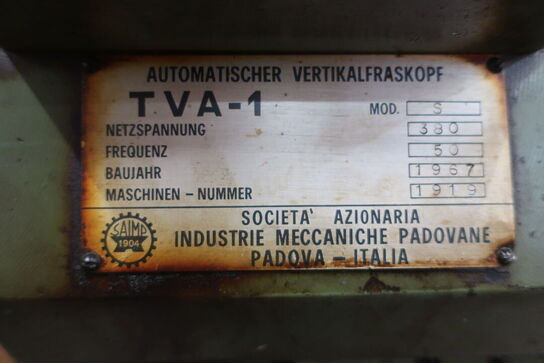 AUTOMATISCHER VERTIKALFRASKOPF
TVA-1 MOD. S
NETZSPANNUNG 380
FREQUENZ 50
BAUJAHR 1967
MASCHINEN - NUMMER 1919
SOCIETA' AZIONARIA
INDUSTRIE MECCANICHE PADOVANE
PADOVA - ITALIA
SAIMP
1904